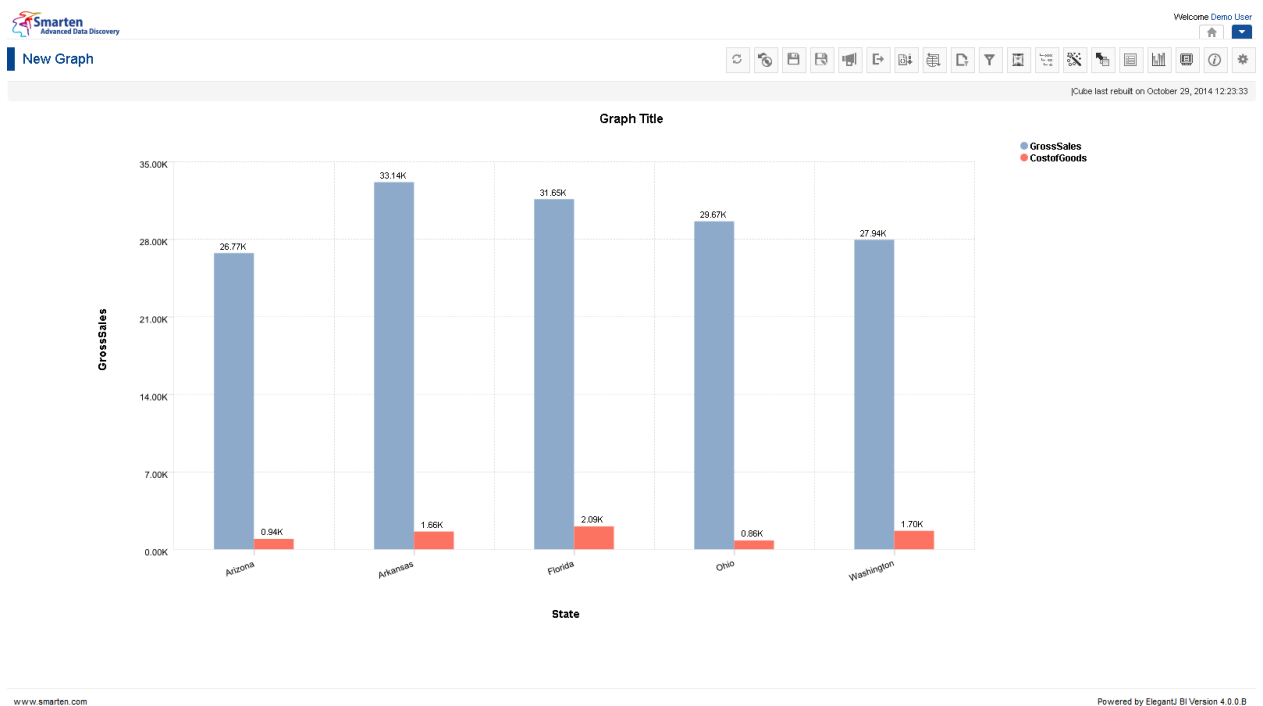 Smarten
Advanced Data Discovery
Welcome Demo User
New Graph
|Cube last rebuilt on October 29, 2014 12:23:33
Graph Title
GrossSales
CostofGoods
35.00K
28.00K
21.00K
14.00K
7.00K
0.00K
GrossSales
26.77K
0.94K
33.14K
1.66K
31.65K
2.09K
29.67K
0.86K
27.94K
1.70K
Arizona
Arkansas
Florida
Ohio
Washington
State
www.smarten.com
Powered by ElegantJ BI Version 4.0.0.B